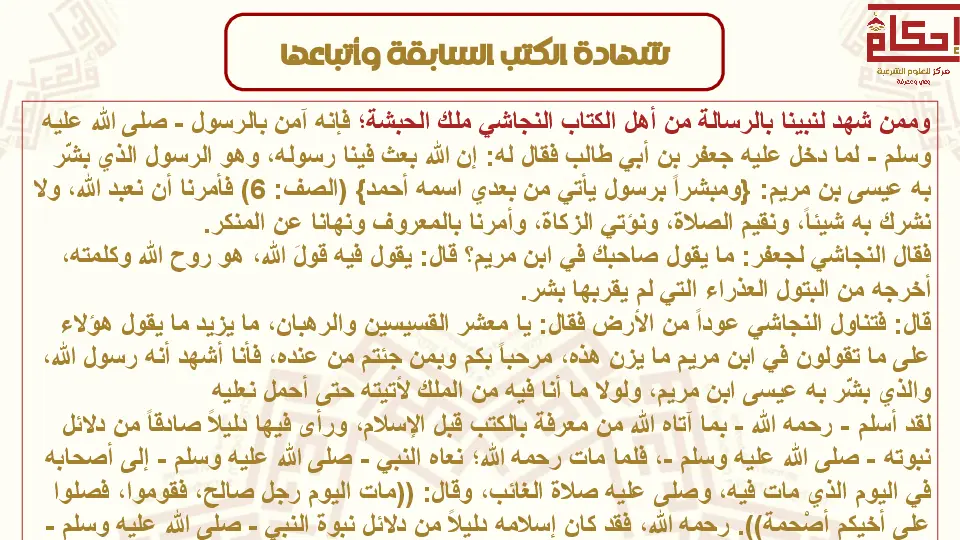 إحكام
مركز للعلوم الشرعية
وعي ومعرفة
شهادة الكتب السابقة وأتباعها
وممن شهد لنبينا بالرسالة من أهل الكتاب النجاشي ملك الحبشة؛ فإنه آمن بالرسول - صلى الله عليه
وسلم - لما دخل عليه جعفر بن أبي طالب فقال له: إن الله بعث فينا رسوله، وهو الرسول الذي بشّر
به عيسى بن مريم: {ومبشراً برسول يأتي من بعدي اسمه أحمد} (الصف: 6) فأمرنا أن نعبد الله، ولا
نشرك به شيئاً، ونقيم الصلاة، ونؤتي الزكاة، وأمرنا بالمعروف ونهانا عن المنكر.
فقال النجاشي لجعفر: ما يقول صاحبك في ابن مريم؟ قال: يقول فيه قولَ الله، هو روح الله وكلمته،
أخرجه من البتول العذراء التي لم يقربها بشر.
قال: فتناول النجاشي عوداً من الأرض فقال: يا معشر القسيسين والرهبان، ما يزيد ما يقول هؤلاء
على ما تقولون في ابن مريم ما يزن هذه، مرحباً بكم وبمن جئتم من عنده، فأنا أشهد أنه رسول الله،
والذي بشّر به عيسى ابن مريم، ولولا ما أنا فيه من الملك لأتيته حتى أحمل نعليه
لقد أسلم - رحمه الله - بما آتاه الله من معرفة بالكتب قبل الإسلام، ورأى فيها دليلاً صادقاً من دلائل
نبوته - صلى الله عليه وسلم -، فلما مات رحمه الله؛ نعاه النبي - صلى الله عليه وسلم - إلى أصحابه
في اليوم الذي مات فيه، وصلى عليه صلاة الغائب، وقال: ((مات اليوم رجل صالح، فقوموا، فصلوا
على أخيكم أصْحمة)). رحمه الله، فقد كان إسلامه دليلاً من دلائل نبوة النبي - صلى الله عليه وسلم -